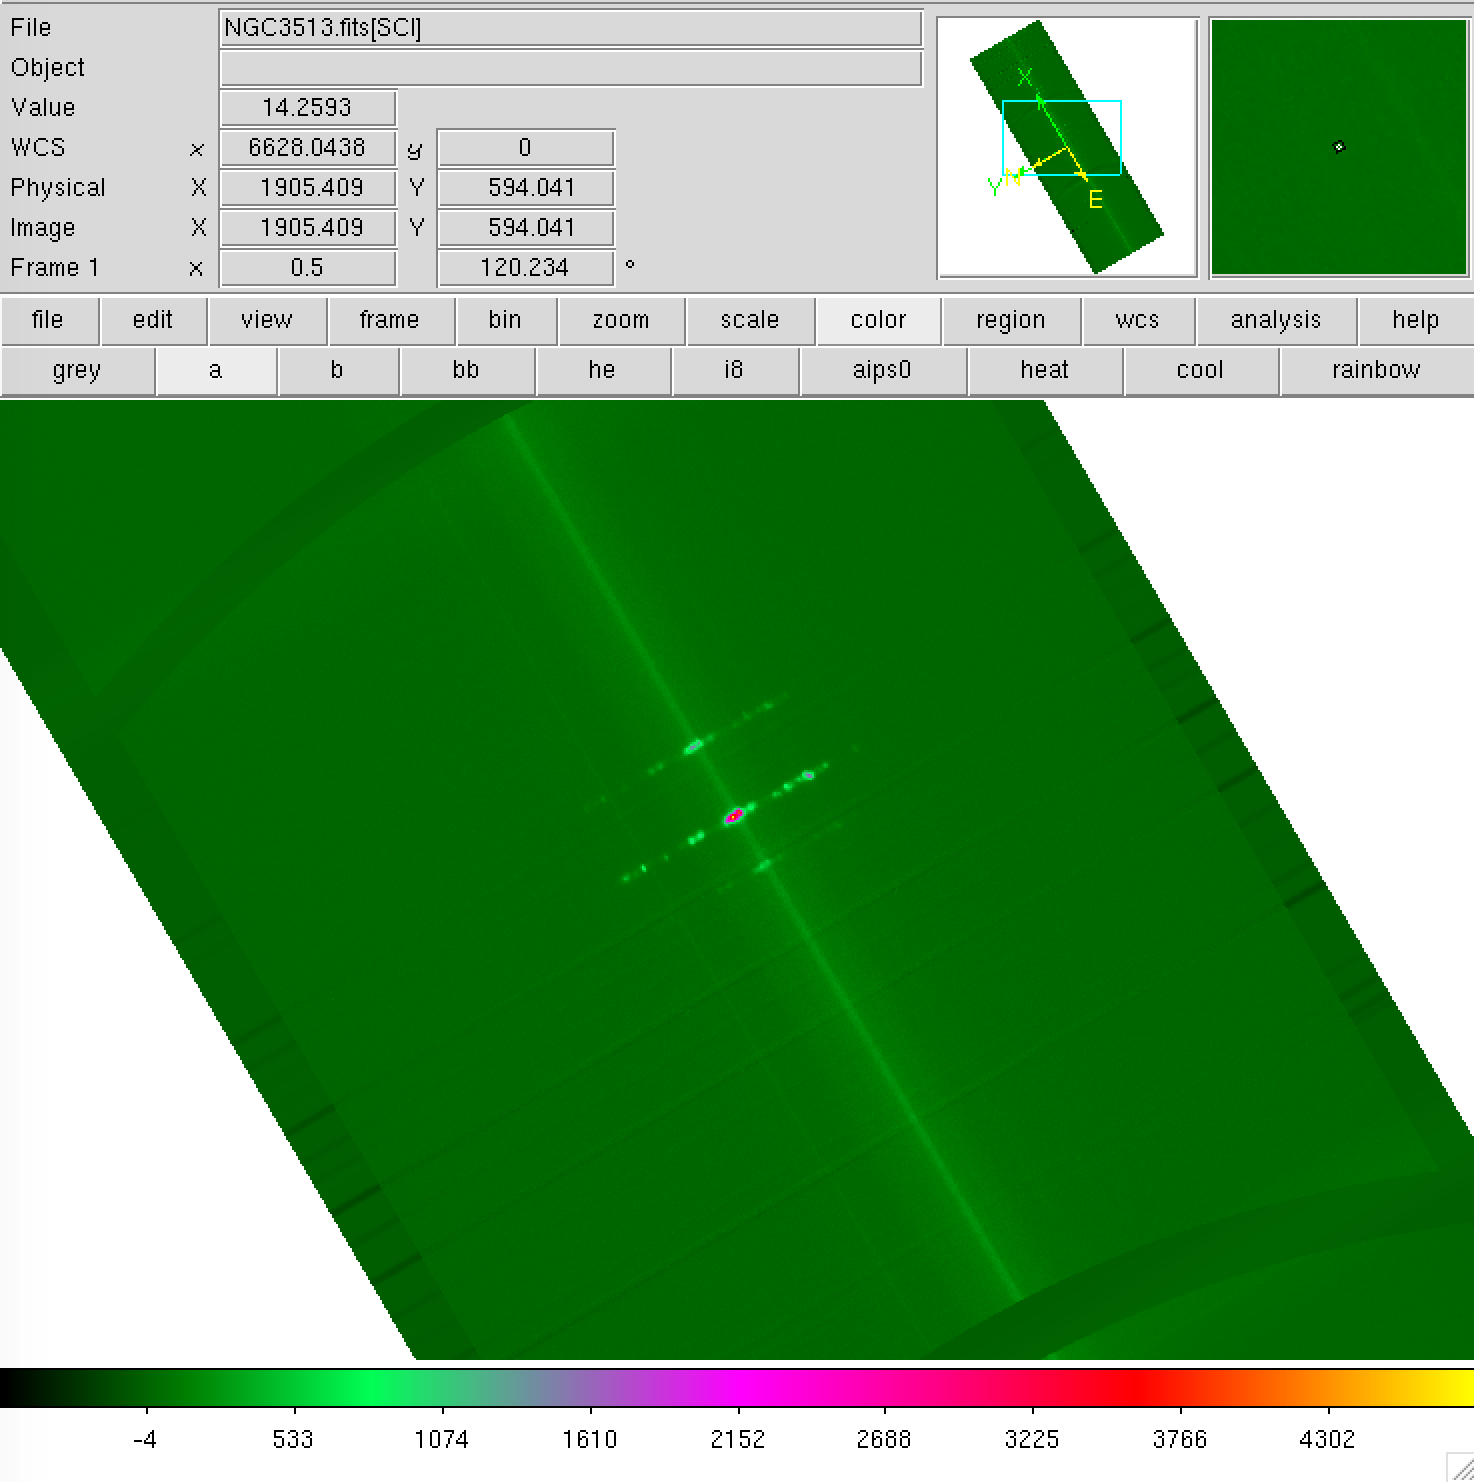 File NGC3513.fits[SCI]
Object
Value 14.2593
WCS x 6628.0438 y 0
Physical X 1905.409 Y 594.041
Image X 1905.409 Y 594.041
Frame 1 x 0.5 120.234 °
X
Y N
E
file edit view frame bin zoom scale color region wcs analysis help
grey a b bb he i8 aips0 heat cool rainbow
-4 533 1074 1610 2152 2688 3225 3766 4302